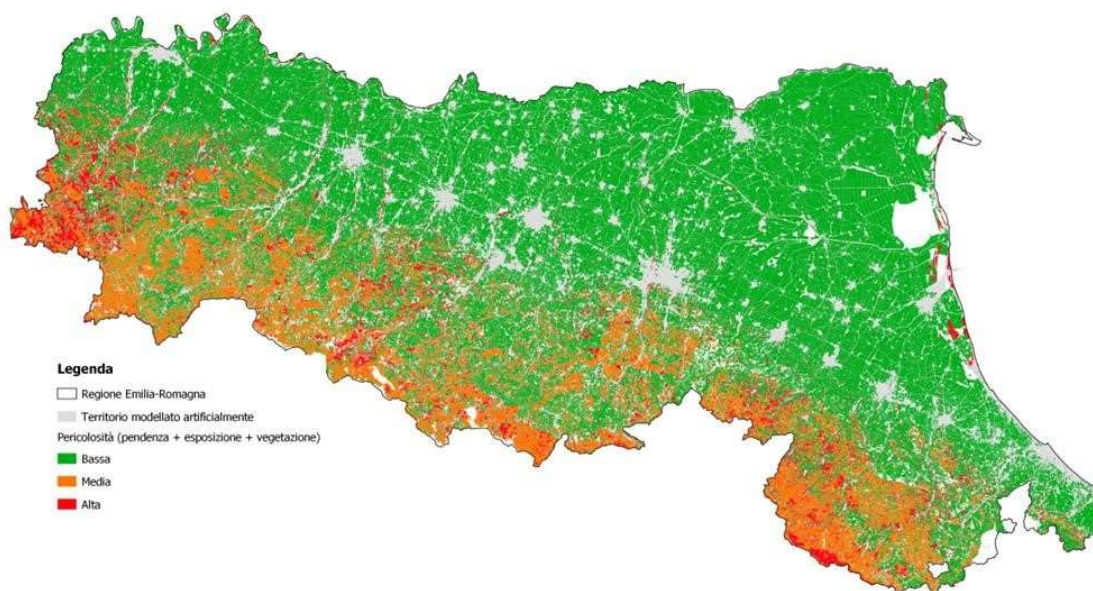 Legenda
Regione Emilia-Romagna
Territorio modellato artificialmente
Pericolosità (pendenza + esposizione + vegetazione)
Bassa
Media
Alta